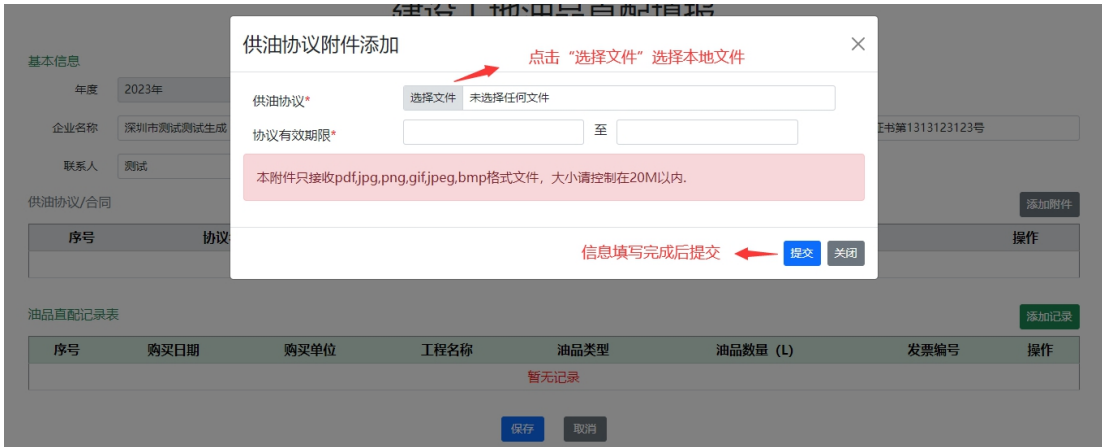 建设工地油品直配填报
供油协议附件添加
点击“选择文件”选择本地文件
基本信息
年度 2023年
供油协议* 选择文件 未选择任何文件
企业名称 深圳市测试测试生成 证书第1313123123号
协议有效期限* 至
联系人 测试
本附件只接收pdf,jpg,png,gif,jpeg,bmp格式文件，大小请控制在20M以内.
供油协议/合同 添加附件
序号 协议 操作
信息填写完成后提交 提交 关闭
油品直配记录表 添加记录
序号 购买日期 购买单位 工程名称 油品类型 油品数量（L） 发票编号 操作
暂无记录
保存 取消